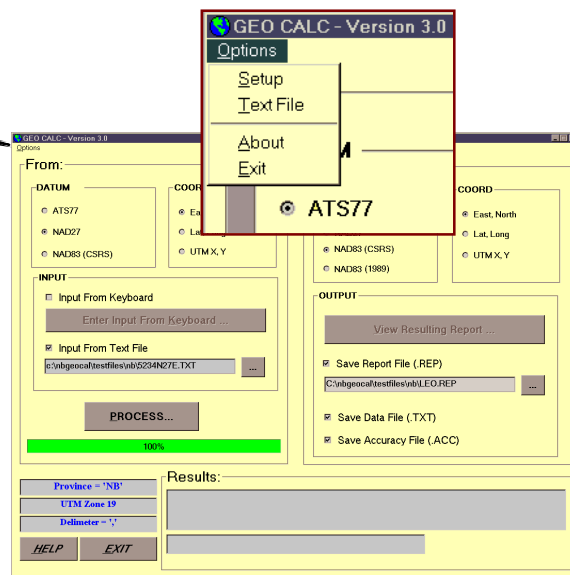 GEO CALC - Version 3.0
Options
Setup
Text File
About
Exit
ATS77
GEO CALC - Version 3.0
Options
From:
DATUM
ATS77
NAD27
NAD83 (CSRS)
COORD
East, North
Lat, Long
UTM X, Y
NAD83 (CSRS)
NAD83 (1989)
UTM X, Y
INPUT
Input From Keyboard
Enter Input From Keyboard ...
Input From Text File
c:\nbgeocal\testfiles\nb\5234N27E.TXT
...
PROCESS...
100%
OUTPUT
View Resulting Report ...
Save Report File (.REP)
C:\nbgeocal\testfiles\nb\LEO.REP
...
Save Data File (.TXT)
Save Accuracy File (.ACC)
Province = 'NB'
UTM Zone 19
Delimeter = ','
HELP
EXIT
Results: